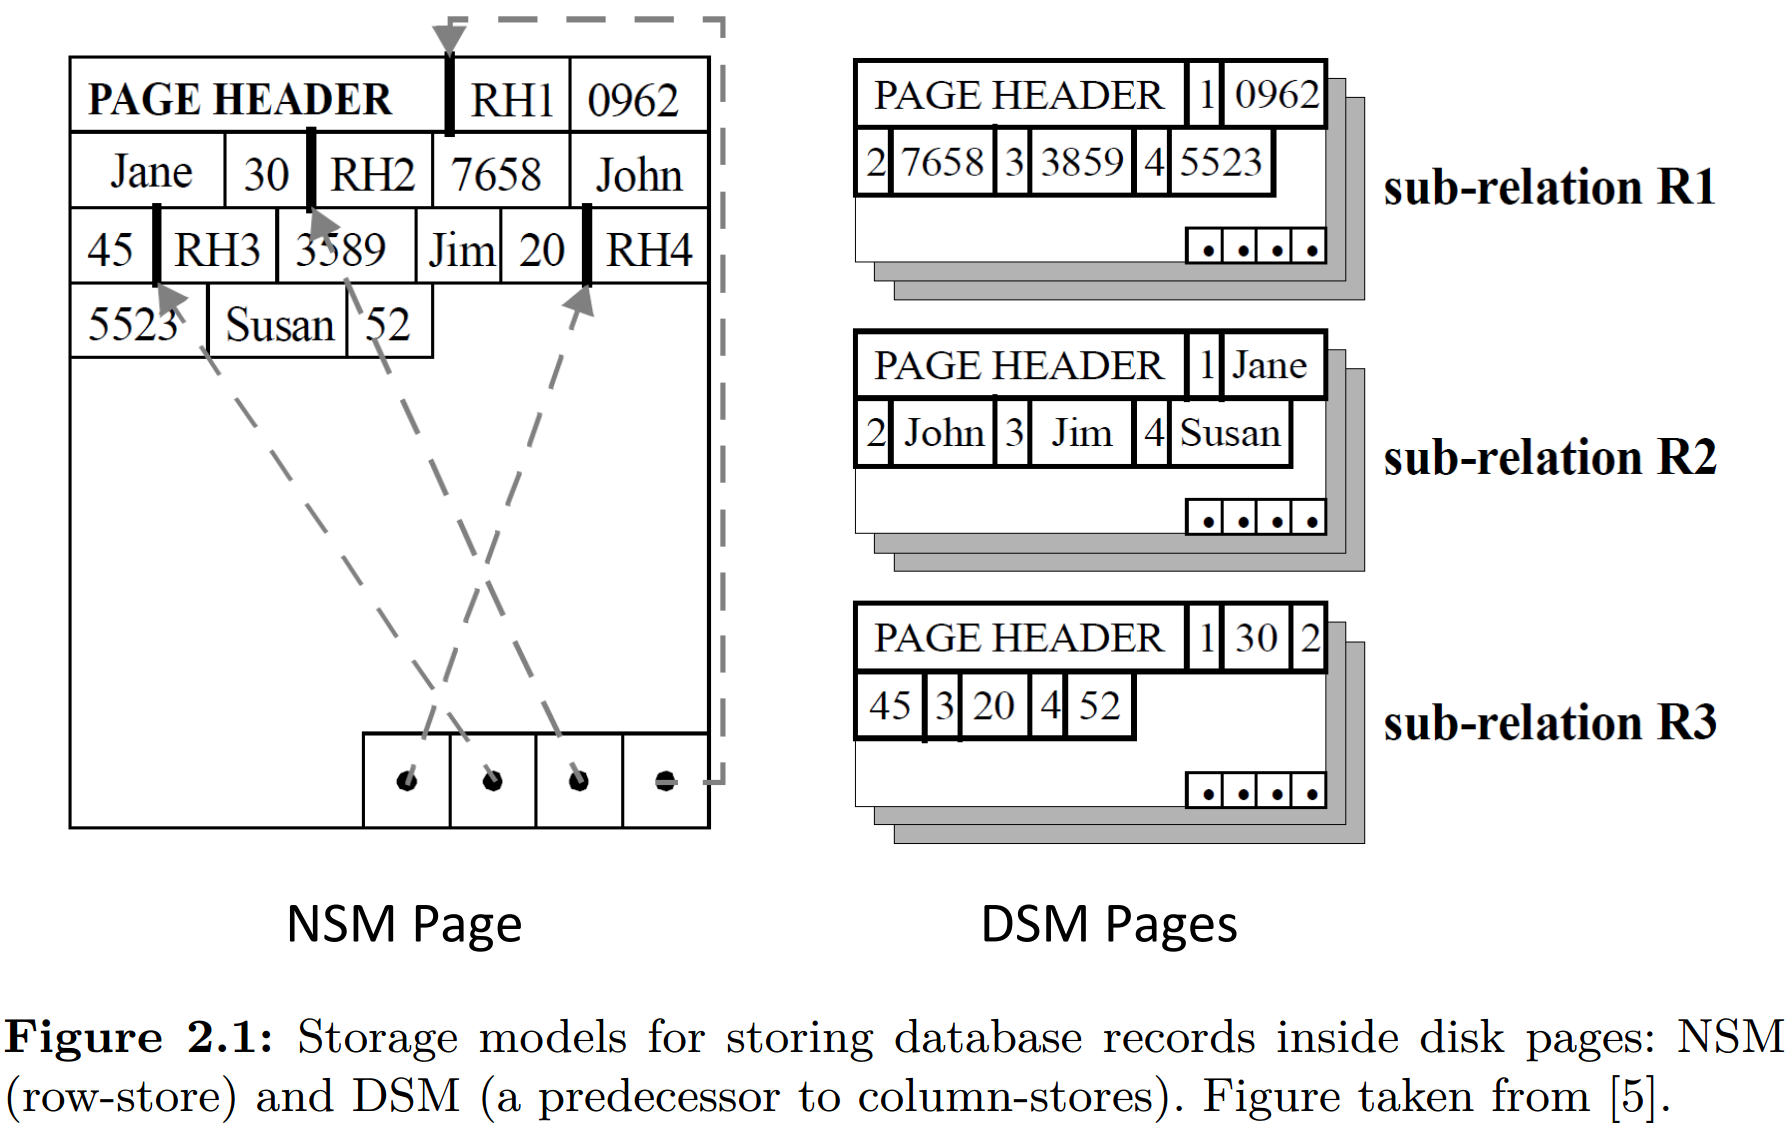 PAGE HEADER RH1 0962
Jane 30 RH2 7658 John
45 RH3 3589 Jim 20 RH4
5523 Susan 52
NSM Page
PAGE HEADER 1 0962
2 7658 3 3859 4 5523
sub-relation R1
PAGE HEADER 1 Jane
2 John 3 Jim 4 Susan
sub-relation R2
PAGE HEADER 1 30 2
45 3 20 4 52
sub-relation R3
DSM Pages
Figure 2.1: Storage models for storing database records inside disk pages: NSM
(row-store) and DSM (a predecessor to column-stores). Figure taken from [5].